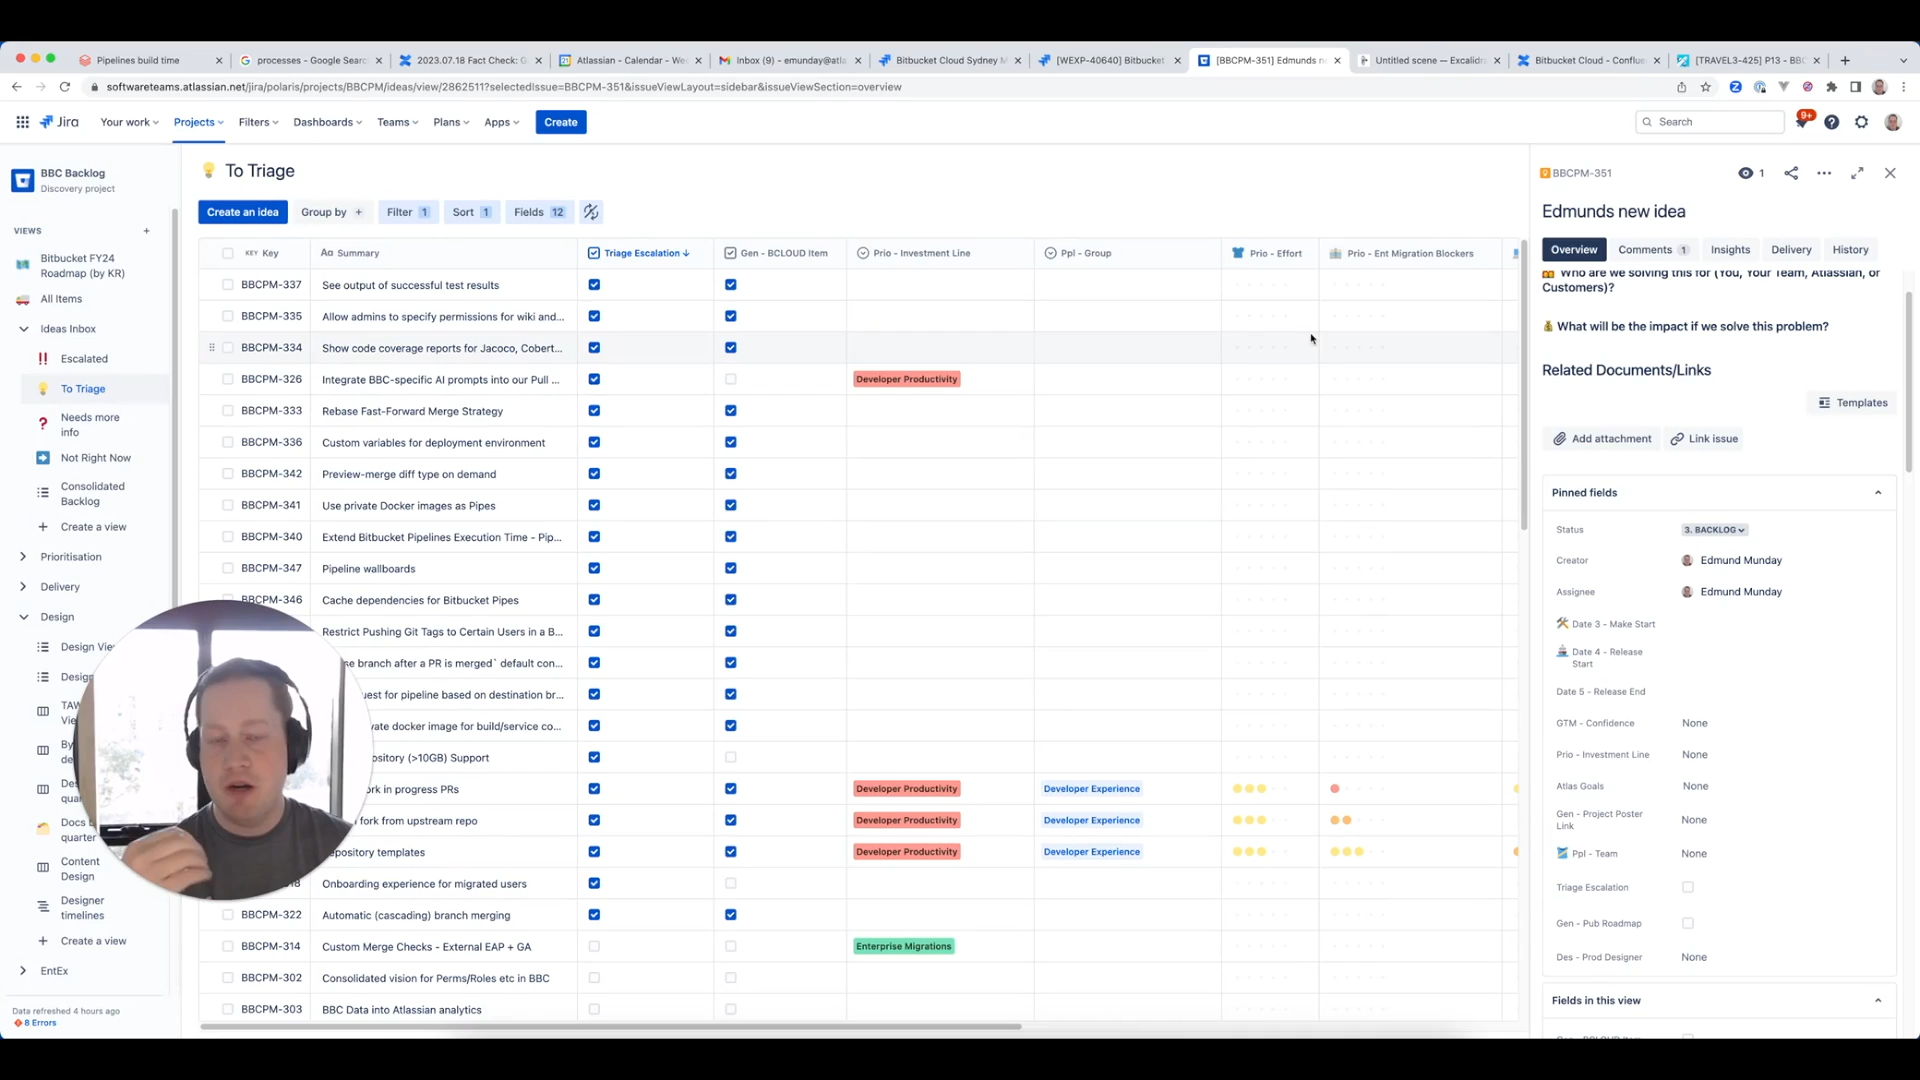 Pipelines build time
processes - Google Searc
2023.07.18 Fact Check: G
Atlassian - Calendar - We
Inbox (9) - emunday@atla
Bitbucket Cloud Sydney M
[WEXP-40640] Bitbucket
[BBCPM-351] Edmunds ne
Untitled scene — Excalidra
Bitbucket Cloud - Conflue
[TRAVEL3-425] P13 - BBC
softwareteams.atlassian.net/jira/polaris/projects/BBCPM/ideas/view/2862511?selectedIssue=BBCPM-351&issueViewLayout=sidebar&issueViewSection=overview
Jira
Your work
Projects
Filters
Dashboards
Teams
Plans
Apps
Create
Search
9+
BBC Backlog
Discovery project
VIEWS
Bitbucket FY24
Roadmap (by KR)
All Items
Ideas Inbox
Escalated
To Triage
Needs more
info
Not Right Now
Consolidated
Backlog
Create a view
Prioritisation
Delivery
Design
Design Vie
Design
TAW
Vie
By
de
Des
qua
Docs b
quarter
Content
Design
Designer
timelines
Create a view
EntEx
Data refreshed 4 hours ago
8 Errors
To Triage
Create an idea
Group by +
Filter 1
Sort 1
Fields 12
KEY Key
Aa Summary
Triage Escalation ↓
Gen - BCLOUD Item
Prio - Investment Line
Ppl - Group
Prio - Effort
Prio - Ent Migration Blockers
BBCPM-337 See output of successful test results
BBCPM-335 Allow admins to specify permissions for wiki and...
BBCPM-334 Show code coverage reports for Jacoco, Cobert...
BBCPM-326 Integrate BBC-specific AI prompts into our Pull ... Developer Productivity
BBCPM-333 Rebase Fast-Forward Merge Strategy
BBCPM-336 Custom variables for deployment environment
BBCPM-342 Preview-merge diff type on demand
BBCPM-341 Use private Docker images as Pipes
BBCPM-340 Extend Bitbucket Pipelines Execution Time - Pip...
BBCPM-347 Pipeline wallboards
BBCPM-346 Cache dependencies for Bitbucket Pipes
Restrict Pushing Git Tags to Certain Users in a B...
se branch after a PR is merged` default con...
uest for pipeline based on destination br...
vate docker image for build/service co...
ository (>10GB) Support
rk in progress PRs Developer Productivity Developer Experience
fork from upstream repo Developer Productivity Developer Experience
epository templates Developer Productivity Developer Experience
Onboarding experience for migrated users
BBCPM-322 Automatic (cascading) branch merging
BBCPM-314 Custom Merge Checks - External EAP + GA Enterprise Migrations
BBCPM-302 Consolidated vision for Perms/Roles etc in BBC
BBCPM-303 BBC Data into Atlassian analytics
BBCPM-351
1
Edmunds new idea
Overview
Comments 1
Insights
Delivery
History
Who are we solving this for (You, Your Team, Atlassian, or
Customers)?
What will be the impact if we solve this problem?
Related Documents/Links
Templates
Add attachment
Link issue
Pinned fields
Status 3. BACKLOG
Creator Edmund Munday
Assignee Edmund Munday
Date 3 - Make Start
Date 4 - Release
Start
Date 5 - Release End
GTM - Confidence None
Prio - Investment Line None
Atlas Goals None
Gen - Project Poster
Link None
Ppl - Team None
Triage Escalation
Gen - Pub Roadmap
Des - Prod Designer None
Fields in this view